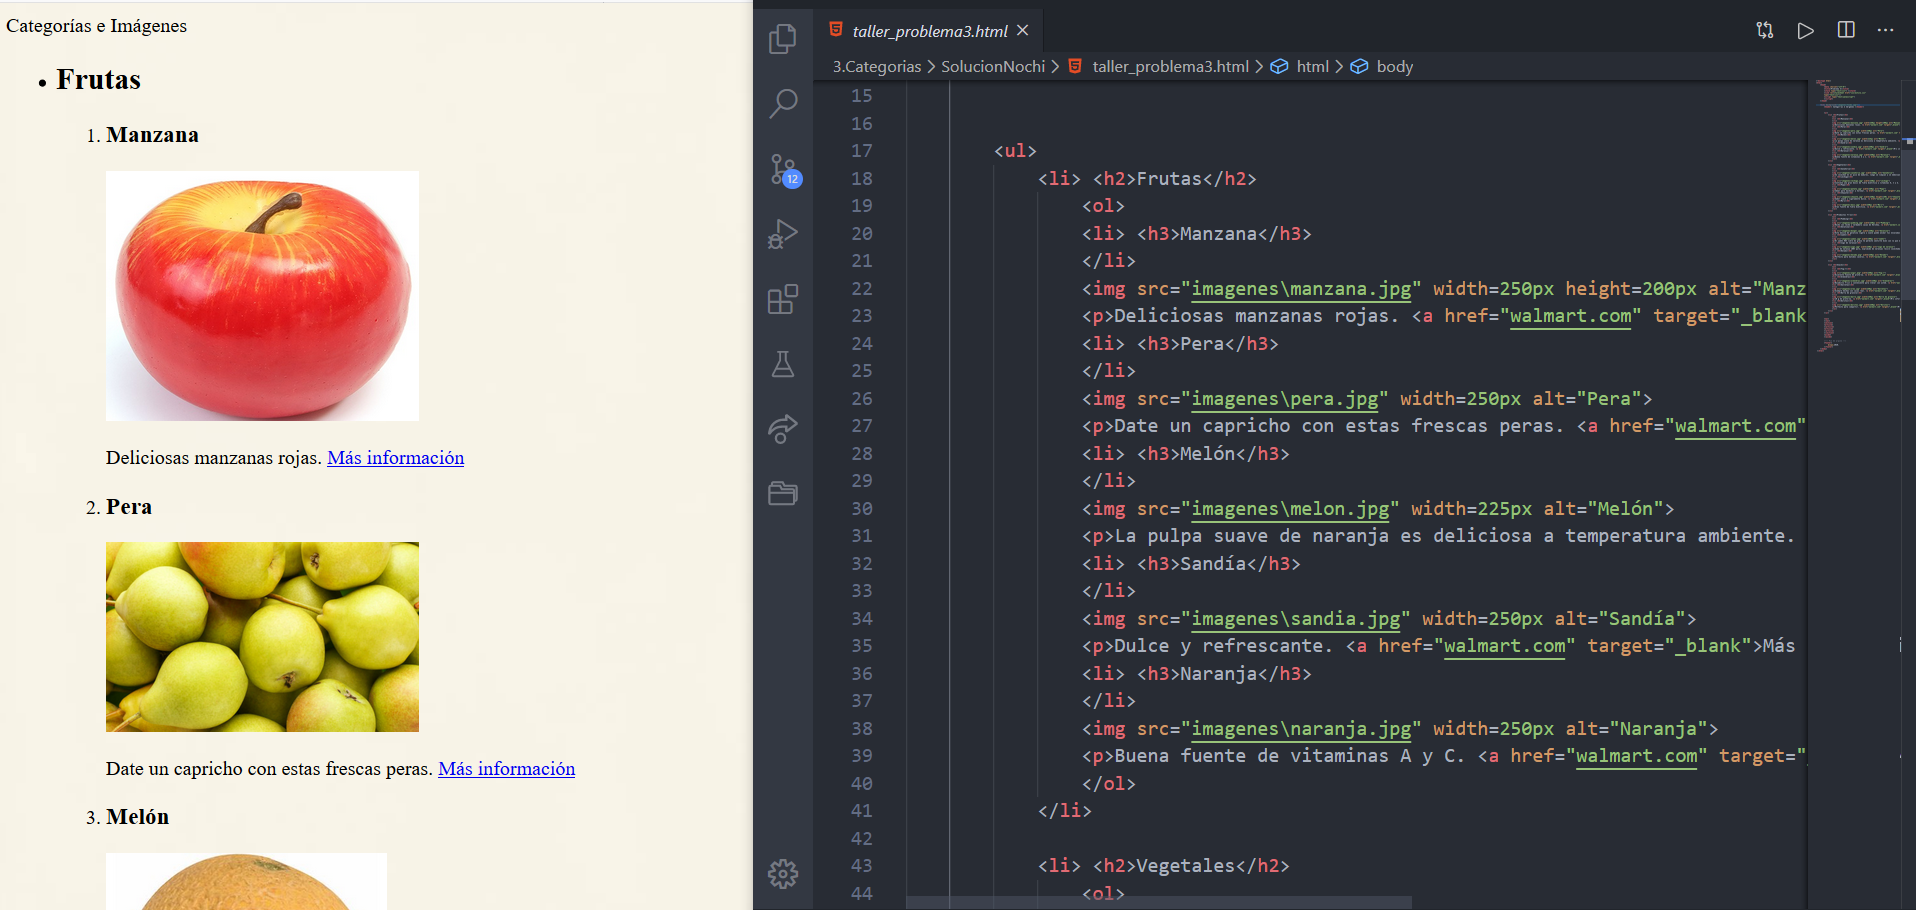 Categorías e Imágenes
Frutas
1. Manzana
Deliciosas manzanas rojas. Más información
2. Pera
Date un capricho con estas frescas peras. Más información
3. Melón
taller_problema3.html
3.Categorias > SolucionNochi > taller_problema3.html > html > body
12
15
16
17 <ul>
18 <li> <h2>Frutas</h2>
19 <ol>
20 <li> <h3>Manzana</h3>
21 </li>
22 <img src="imagenes\manzana.jpg" width=250px height=200px alt="Manz
23 <p>Deliciosas manzanas rojas. <a href="walmart.com" target="_blank
24 <li> <h3>Pera</h3>
25 </li>
26 <img src="imagenes\pera.jpg" width=250px alt="Pera">
27 <p>Date un capricho con estas frescas peras. <a href="walmart.com"
28 <li> <h3>Melón</h3>
29 </li>
30 <img src="imagenes\melon.jpg" width=225px alt="Melón">
31 <p>La pulpa suave de naranja es deliciosa a temperatura ambiente.
32 <li> <h3>Sandía</h3>
33 </li>
34 <img src="imagenes\sandia.jpg" width=250px alt="Sandía">
35 <p>Dulce y refrescante. <a href="walmart.com" target="_blank">Más
36 <li> <h3>Naranja</h3>
37 </li>
38 <img src="imagenes\naranja.jpg" width=250px alt="Naranja">
39 <p>Buena fuente de vitaminas A y C. <a href="walmart.com" target="
40 </ol>
41 </li>
42
43 <li> <h2>Vegetales</h2>
44 <ol>